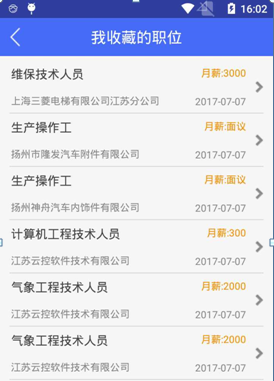 16:02
我收藏的职位
维保技术人员 月薪:3000
上海三菱电梯有限公司江苏分公司 2017-07-07
生产操作工 月薪:面议
扬州市隆发汽车附件有限公司 2017-07-07
生产操作工 月薪:面议
扬州神舟汽车内饰件有限公司 2017-07-07
计算机工程技术人员 月薪:300
江苏云控软件技术有限公司 2017-07-07
气象工程技术人员 月薪:2000
江苏云控软件技术有限公司 2017-07-07
气象工程技术人员 月薪:2000
江苏云控软件技术有限公司 2017-07-07